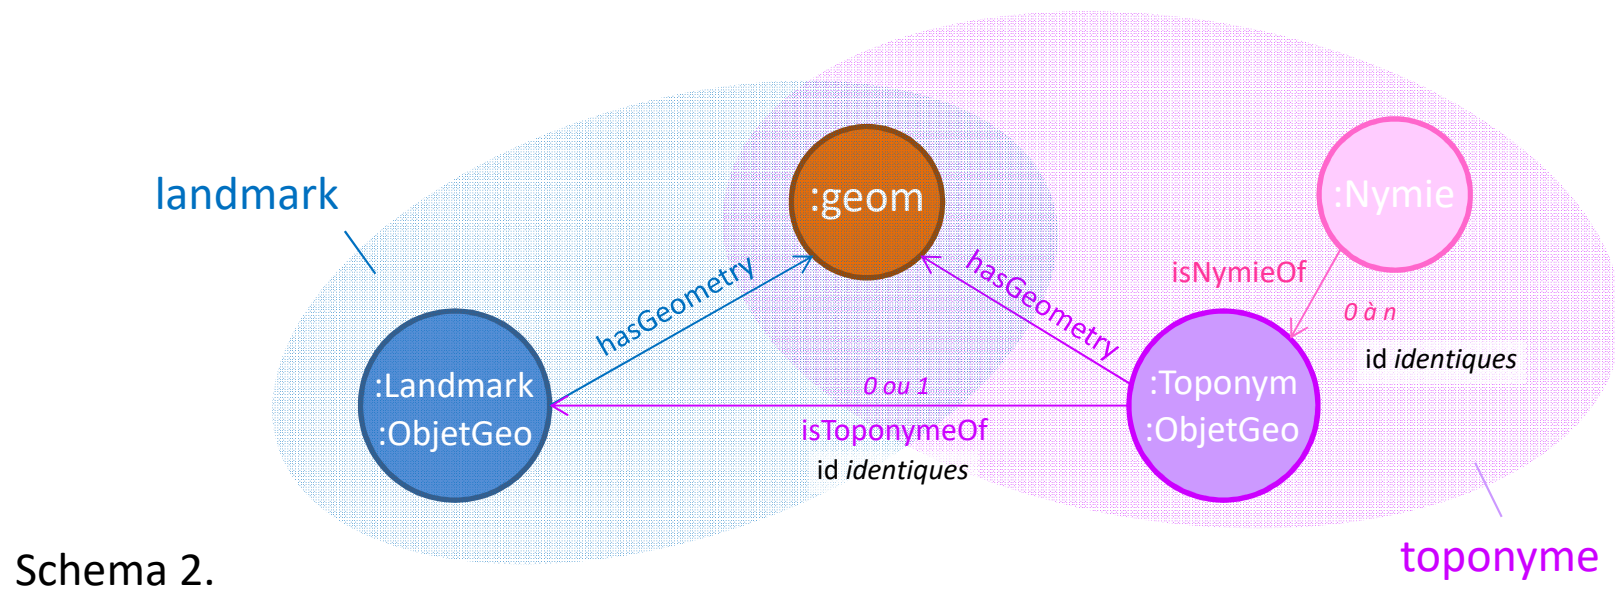 landmark
:geom
:Nymie
hasGeometry
hasGeometry
isNymieOf
0 à n
id identiques
:Landmark
:ObjetGeo
0 ou 1
isToponymeOf
id identiques
:Toponym
:ObjetGeo
toponyme
Schema 2.